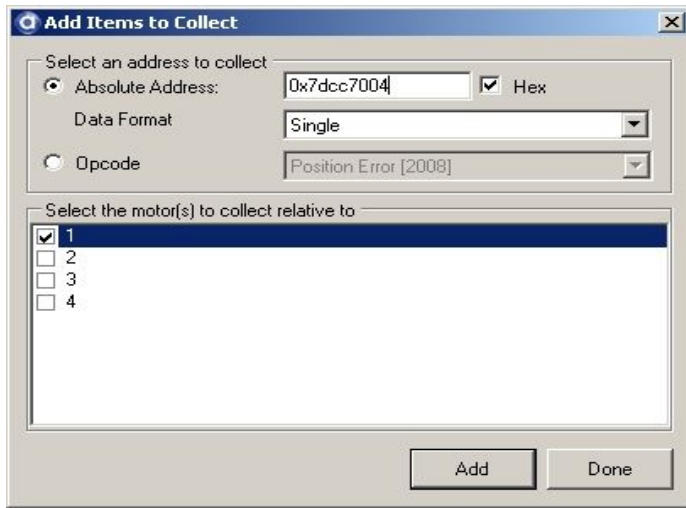 Add Items to Collect
Select an address to collect
Absolute Address: 0x7dcc7004 Hex
Data Format Single
Opcode Position Error [2008]
Select the motor(s) to collect relative to
1
2
3
4
Add Done